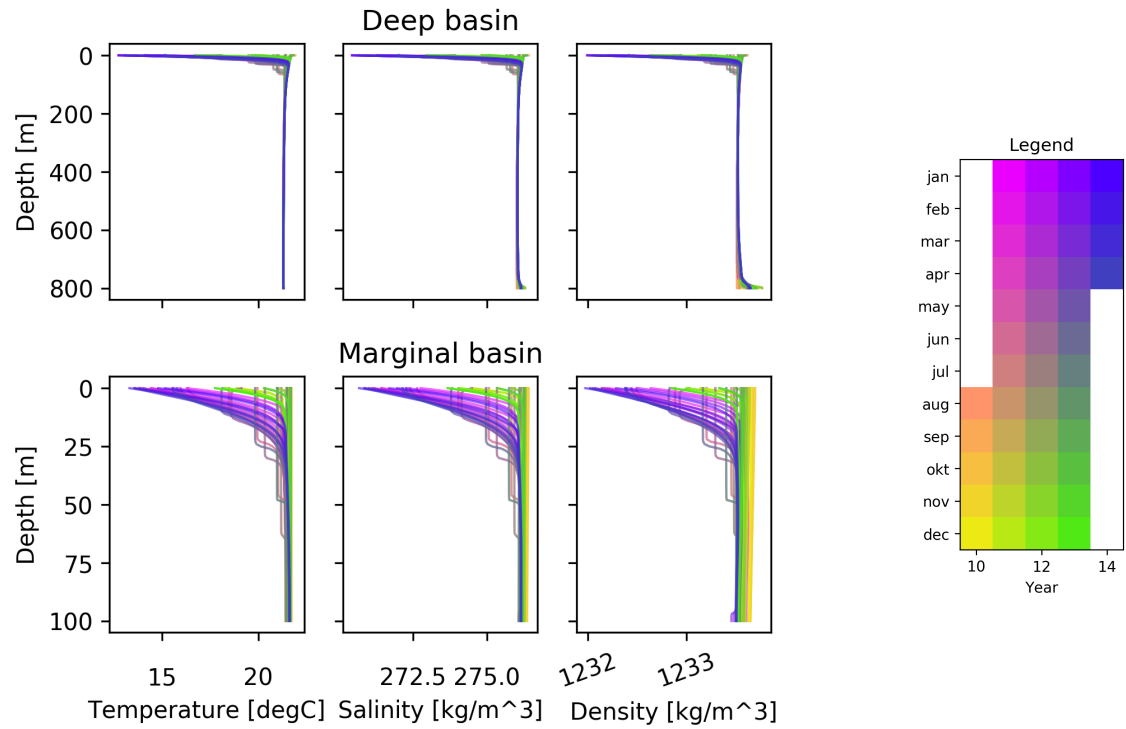 Deep basin
0
200
400
600
800
Depth [m]
Marginal basin
0
25
50
75
100
Depth [m]
15 20
272.5 275.0
1232 1233
Temperature [degC] Salinity [kg/m^3] Density [kg/m^3]
Legend
jan
feb
mar
apr
may
jun
jul
aug
sep
okt
nov
dec
10 12 14
Year